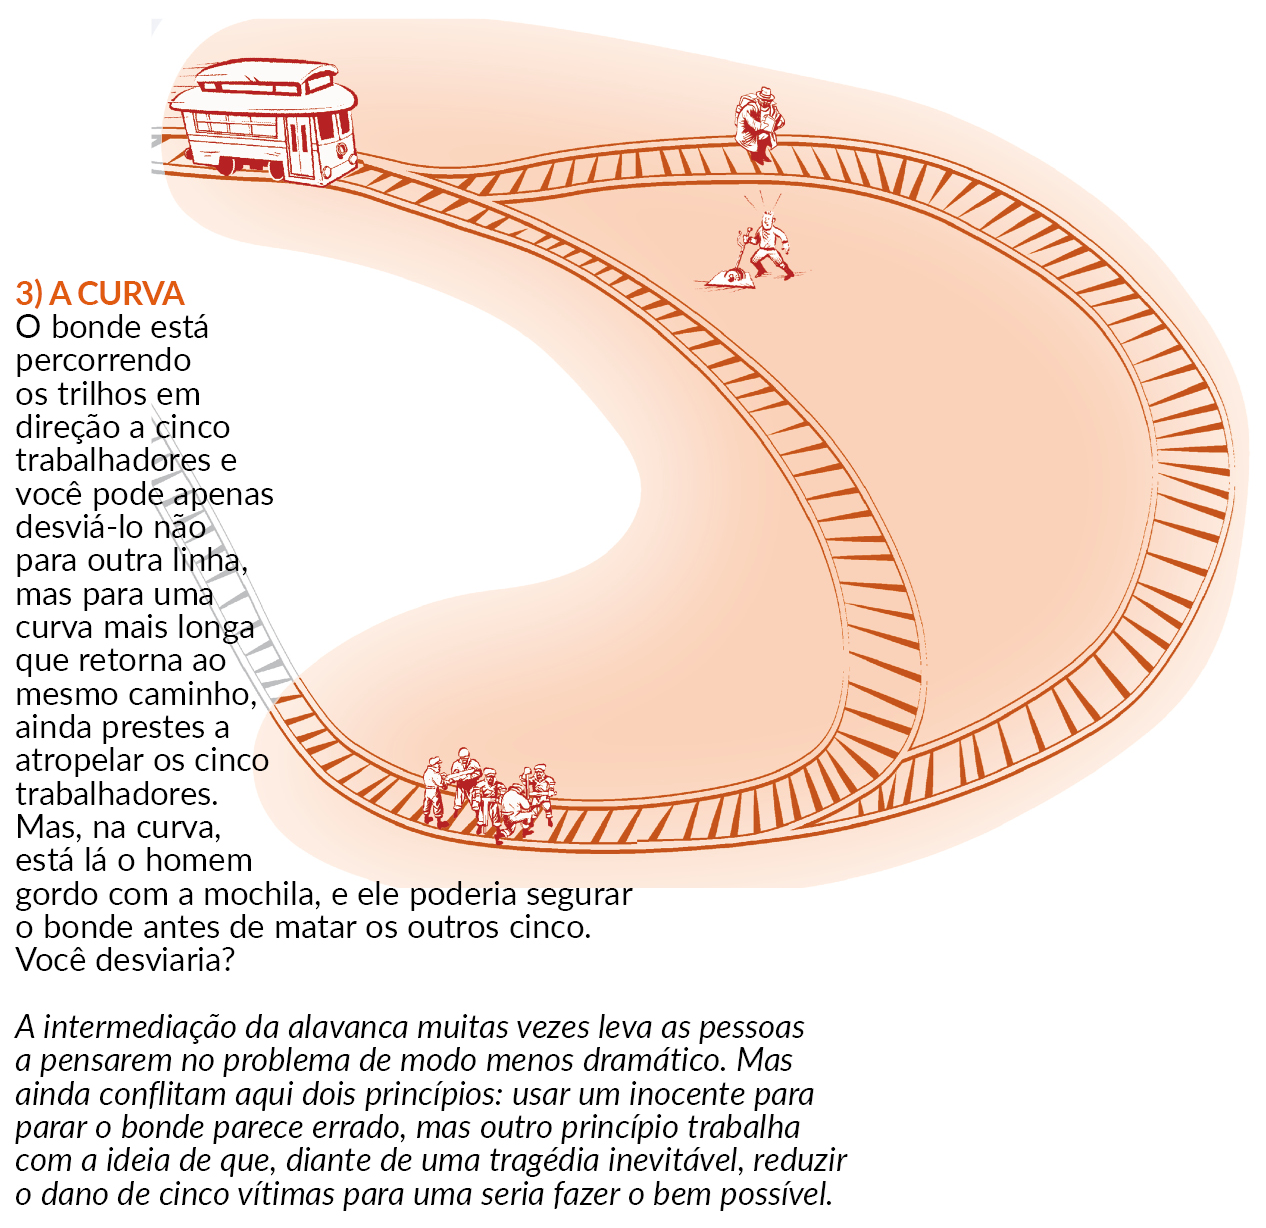 3) A CURVA
O bonde está
percorrendo
os trilhos em
direção a cinco
trabalhadores e
você pode apenas
desviá-lo não
para outra linha,
mas para uma
curva mais longa
que retorna ao
mesmo caminho,
ainda prestes a
atropelar os cinco
trabalhadores.
Mas, na curva,
está lá o homem
gordo com a mochila, e ele poderia segurar
o bonde antes de matar os outros cinco.
Você desviaria?
A intermediação da alavanca muitas vezes leva as pessoas
a pensarem no problema de modo menos dramático. Mas
ainda conflitam aqui dois princípios: usar um inocente para
parar o bonde parece errado, mas outro princípio trabalha
com a ideia de que, diante de uma tragédia inevitável, reduzir
o dano de cinco vítimas para uma seria fazer o bem possível.